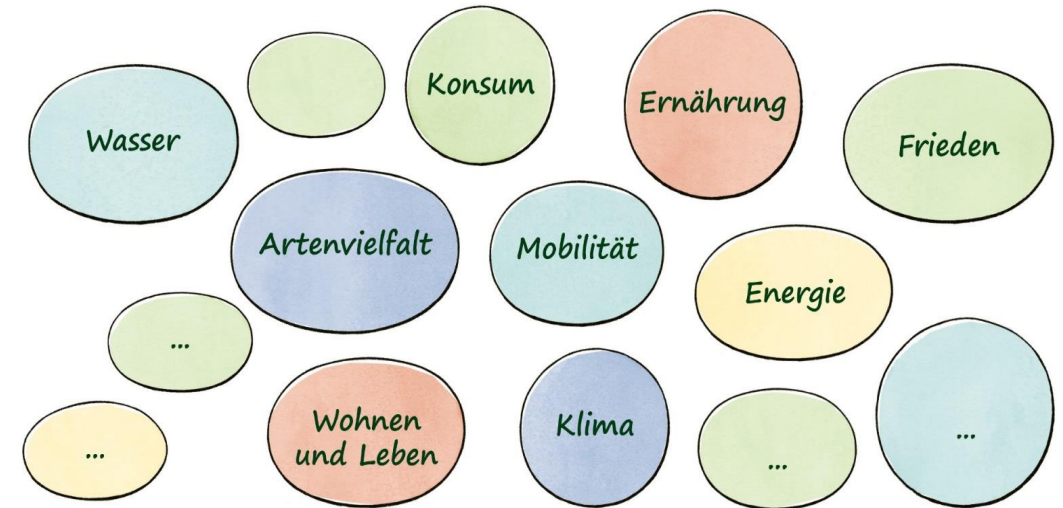 Konsum
Ernährung
Wasser
Frieden
Artenvielfalt
Mobilität
Energie
...
Wohnen
und Leben
Klima
...
...
...